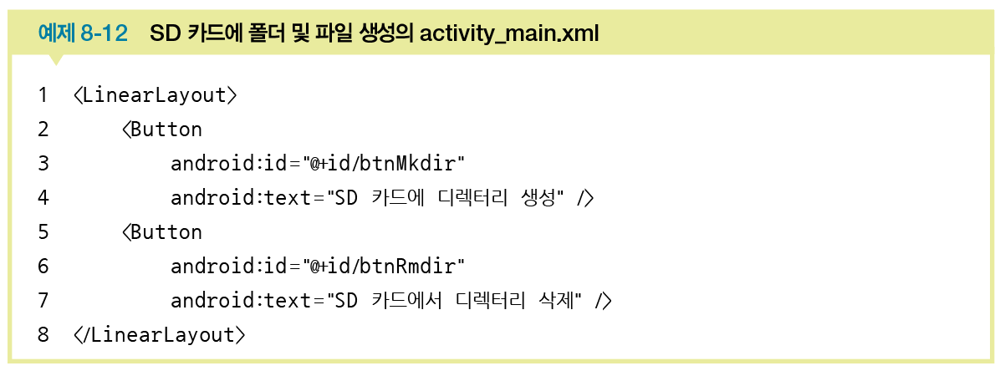 예제 8-12 SD 카드에 폴더 및 파일 생성의 activity_main.xml
1 <LinearLayout>
2 <Button
3 android:id="@+id/btnMkdir"
4 android:text="SD 카드에 디렉터리 생성" />
5 <Button
6 android:id="@+id/btnRmdir"
7 android:text="SD 카드에서 디렉터리 삭제" />
8 </LinearLayout>